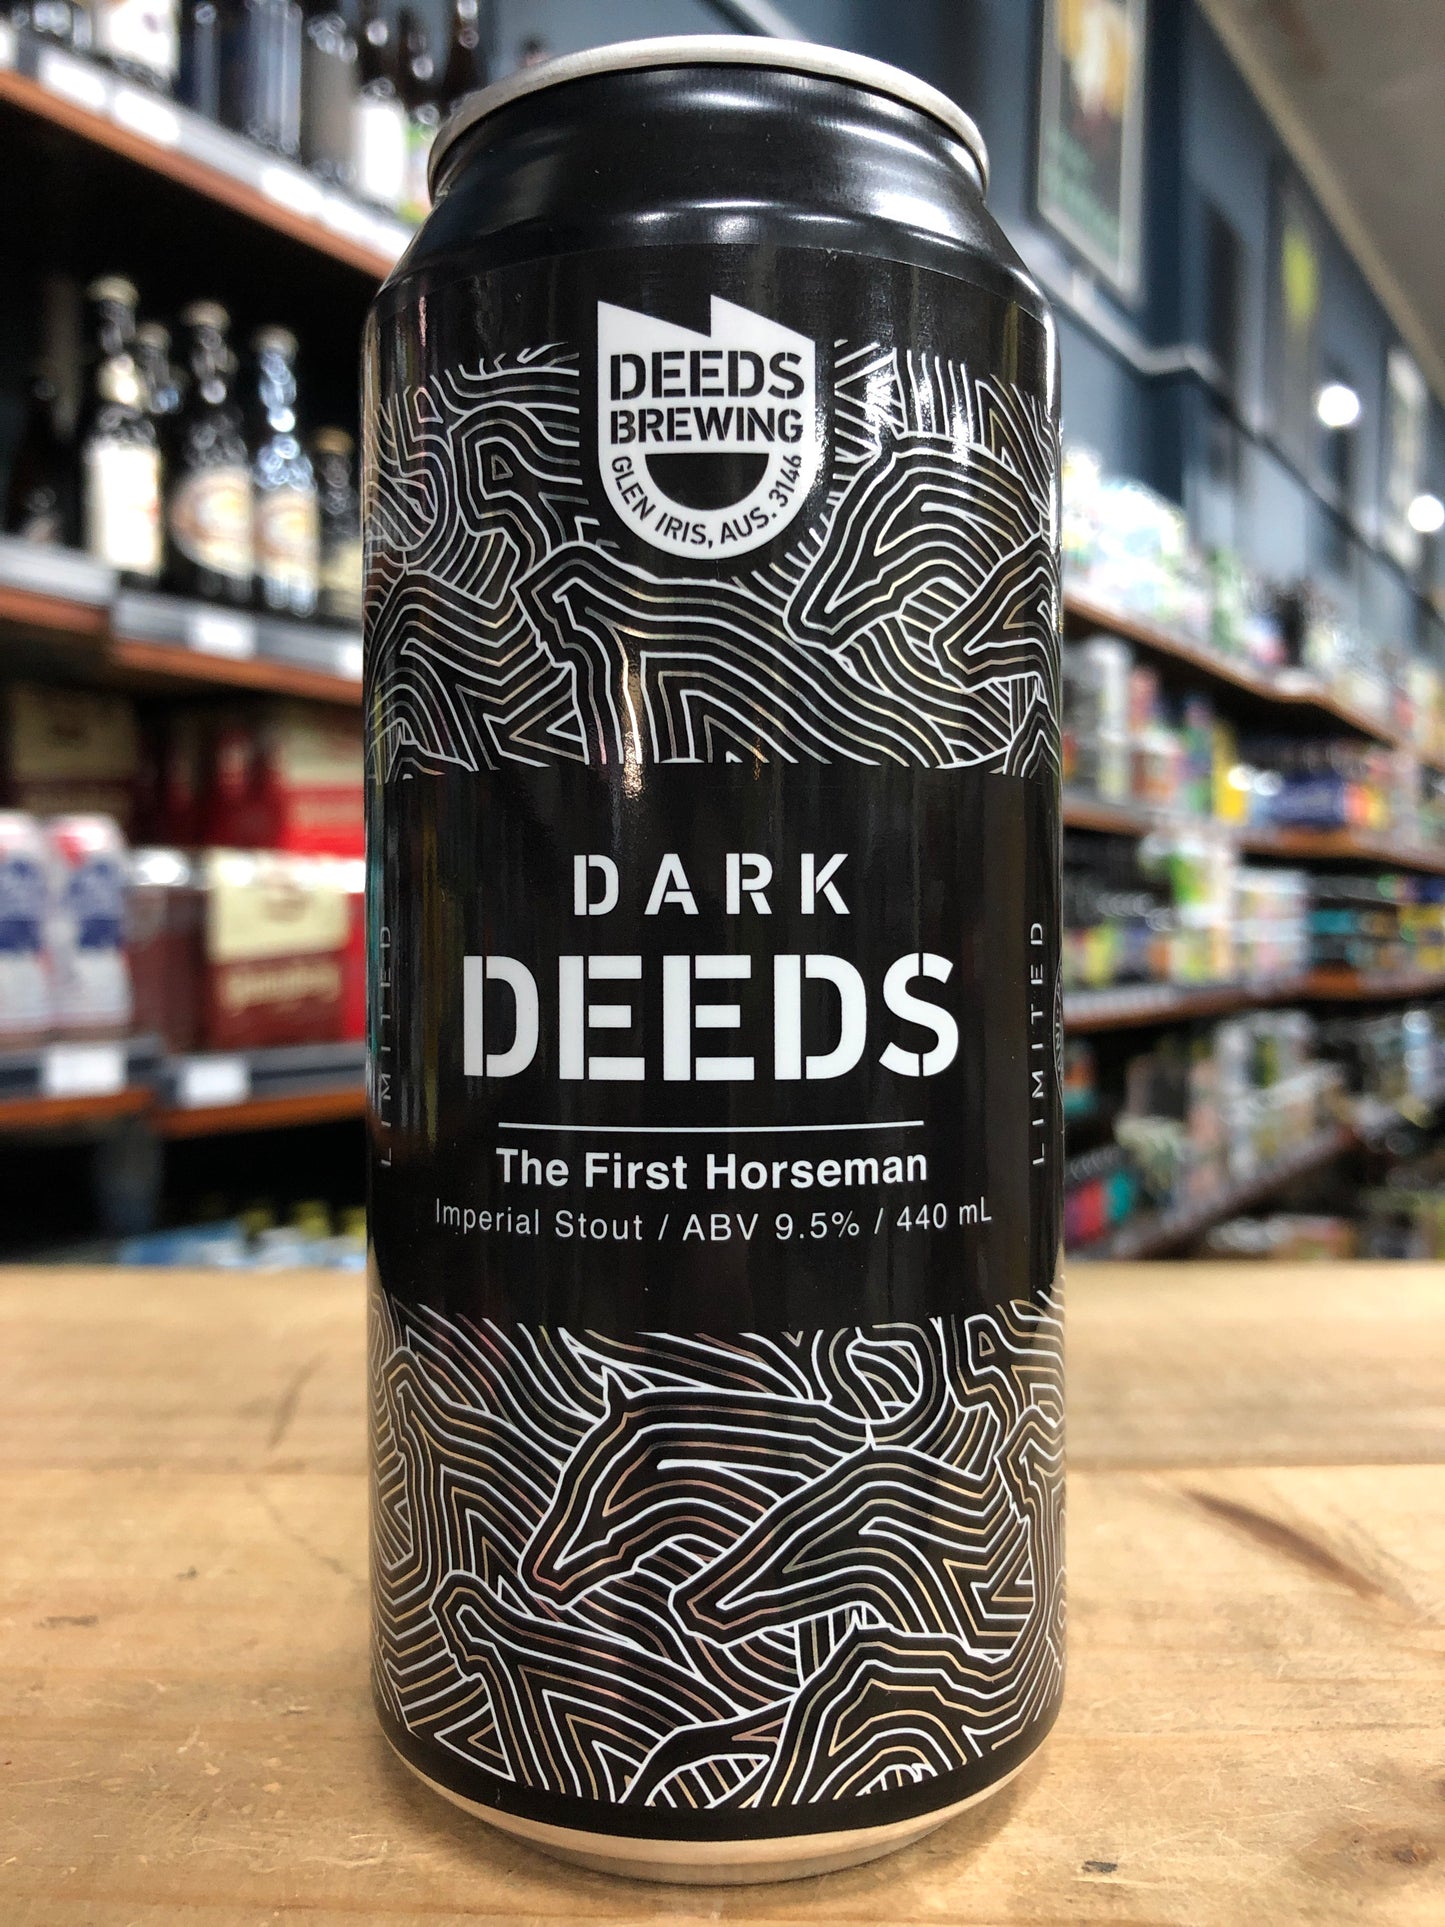 DEEDS
BREWING
GLEN IRIS, AUS. 3146
DARK
DEEDS
LIMITED
LIMITED
The First Horseman
Imperial Stout / ABV 9.5% / 440 mL